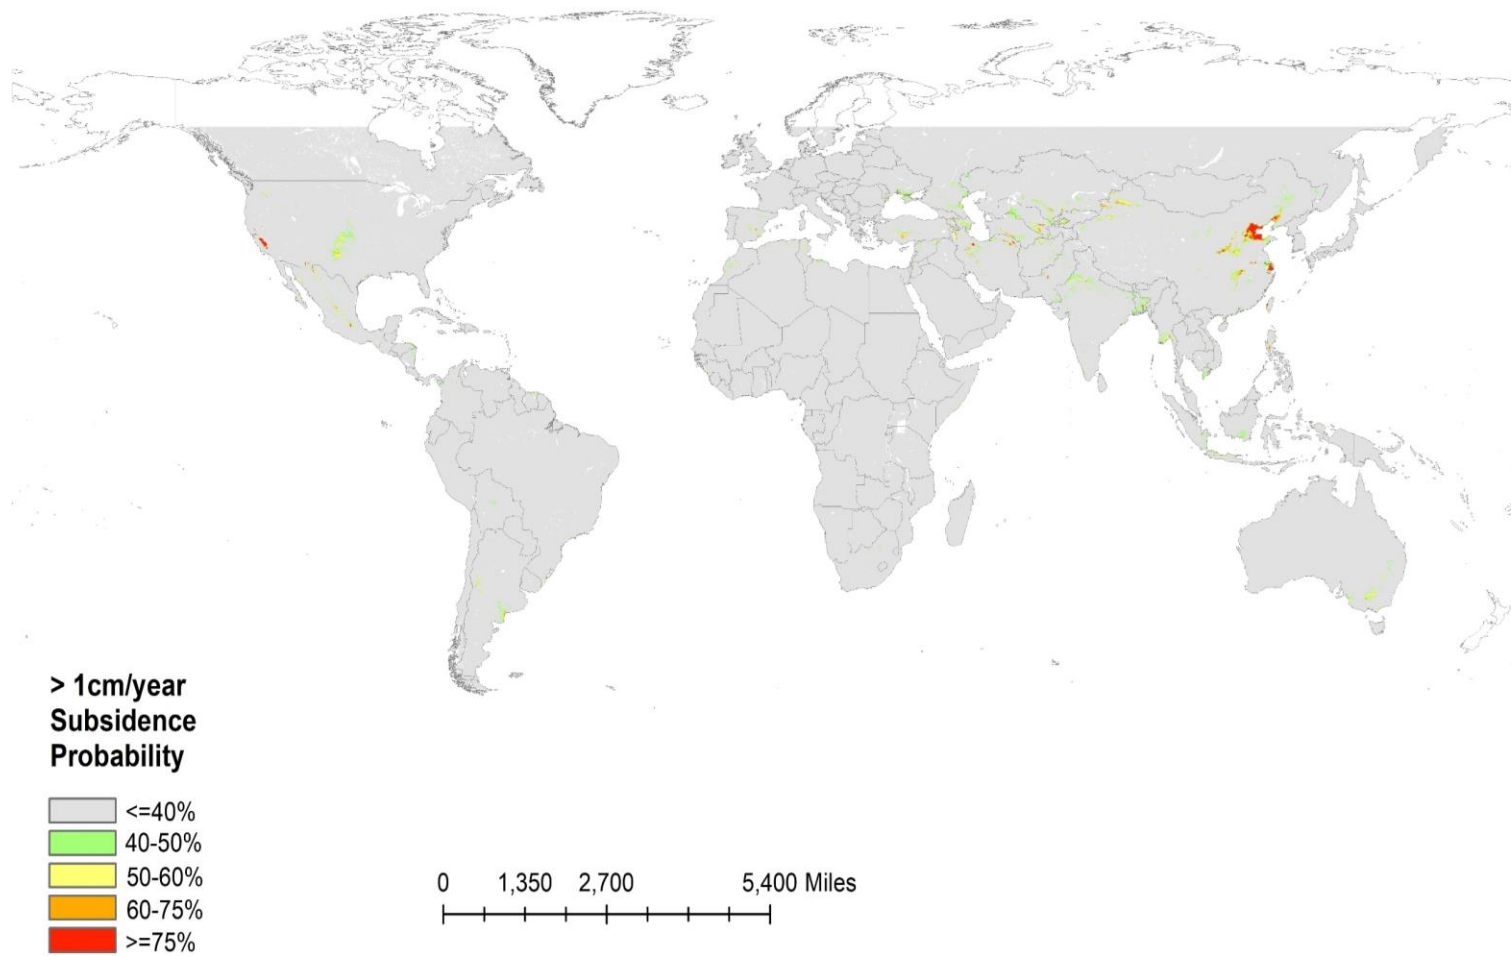 > 1cm/year
Subsidence
Probability
<=40%
40-50%
50-60%
60-75%
>=75%
0 1,350 2,700 5,400 Miles